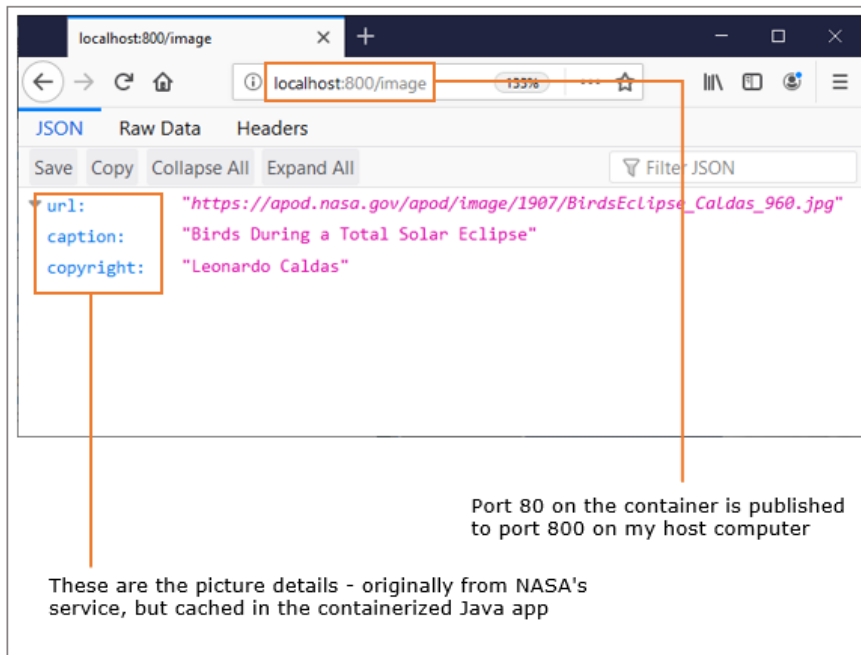 localhost:800/image
localhost:800/image 133% ...
JSON Raw Data Headers
Save Copy Collapse All Expand All Filter JSON
url: "https://apod.nasa.gov/apod/image/1907/BirdsEclipse_Caldas_960.jpg"
caption: "Birds During a Total Solar Eclipse"
copyright: "Leonardo Caldas"
Port 80 on the container is published
to port 800 on my host computer
These are the picture details - originally from NASA's
service, but cached in the containerized Java app